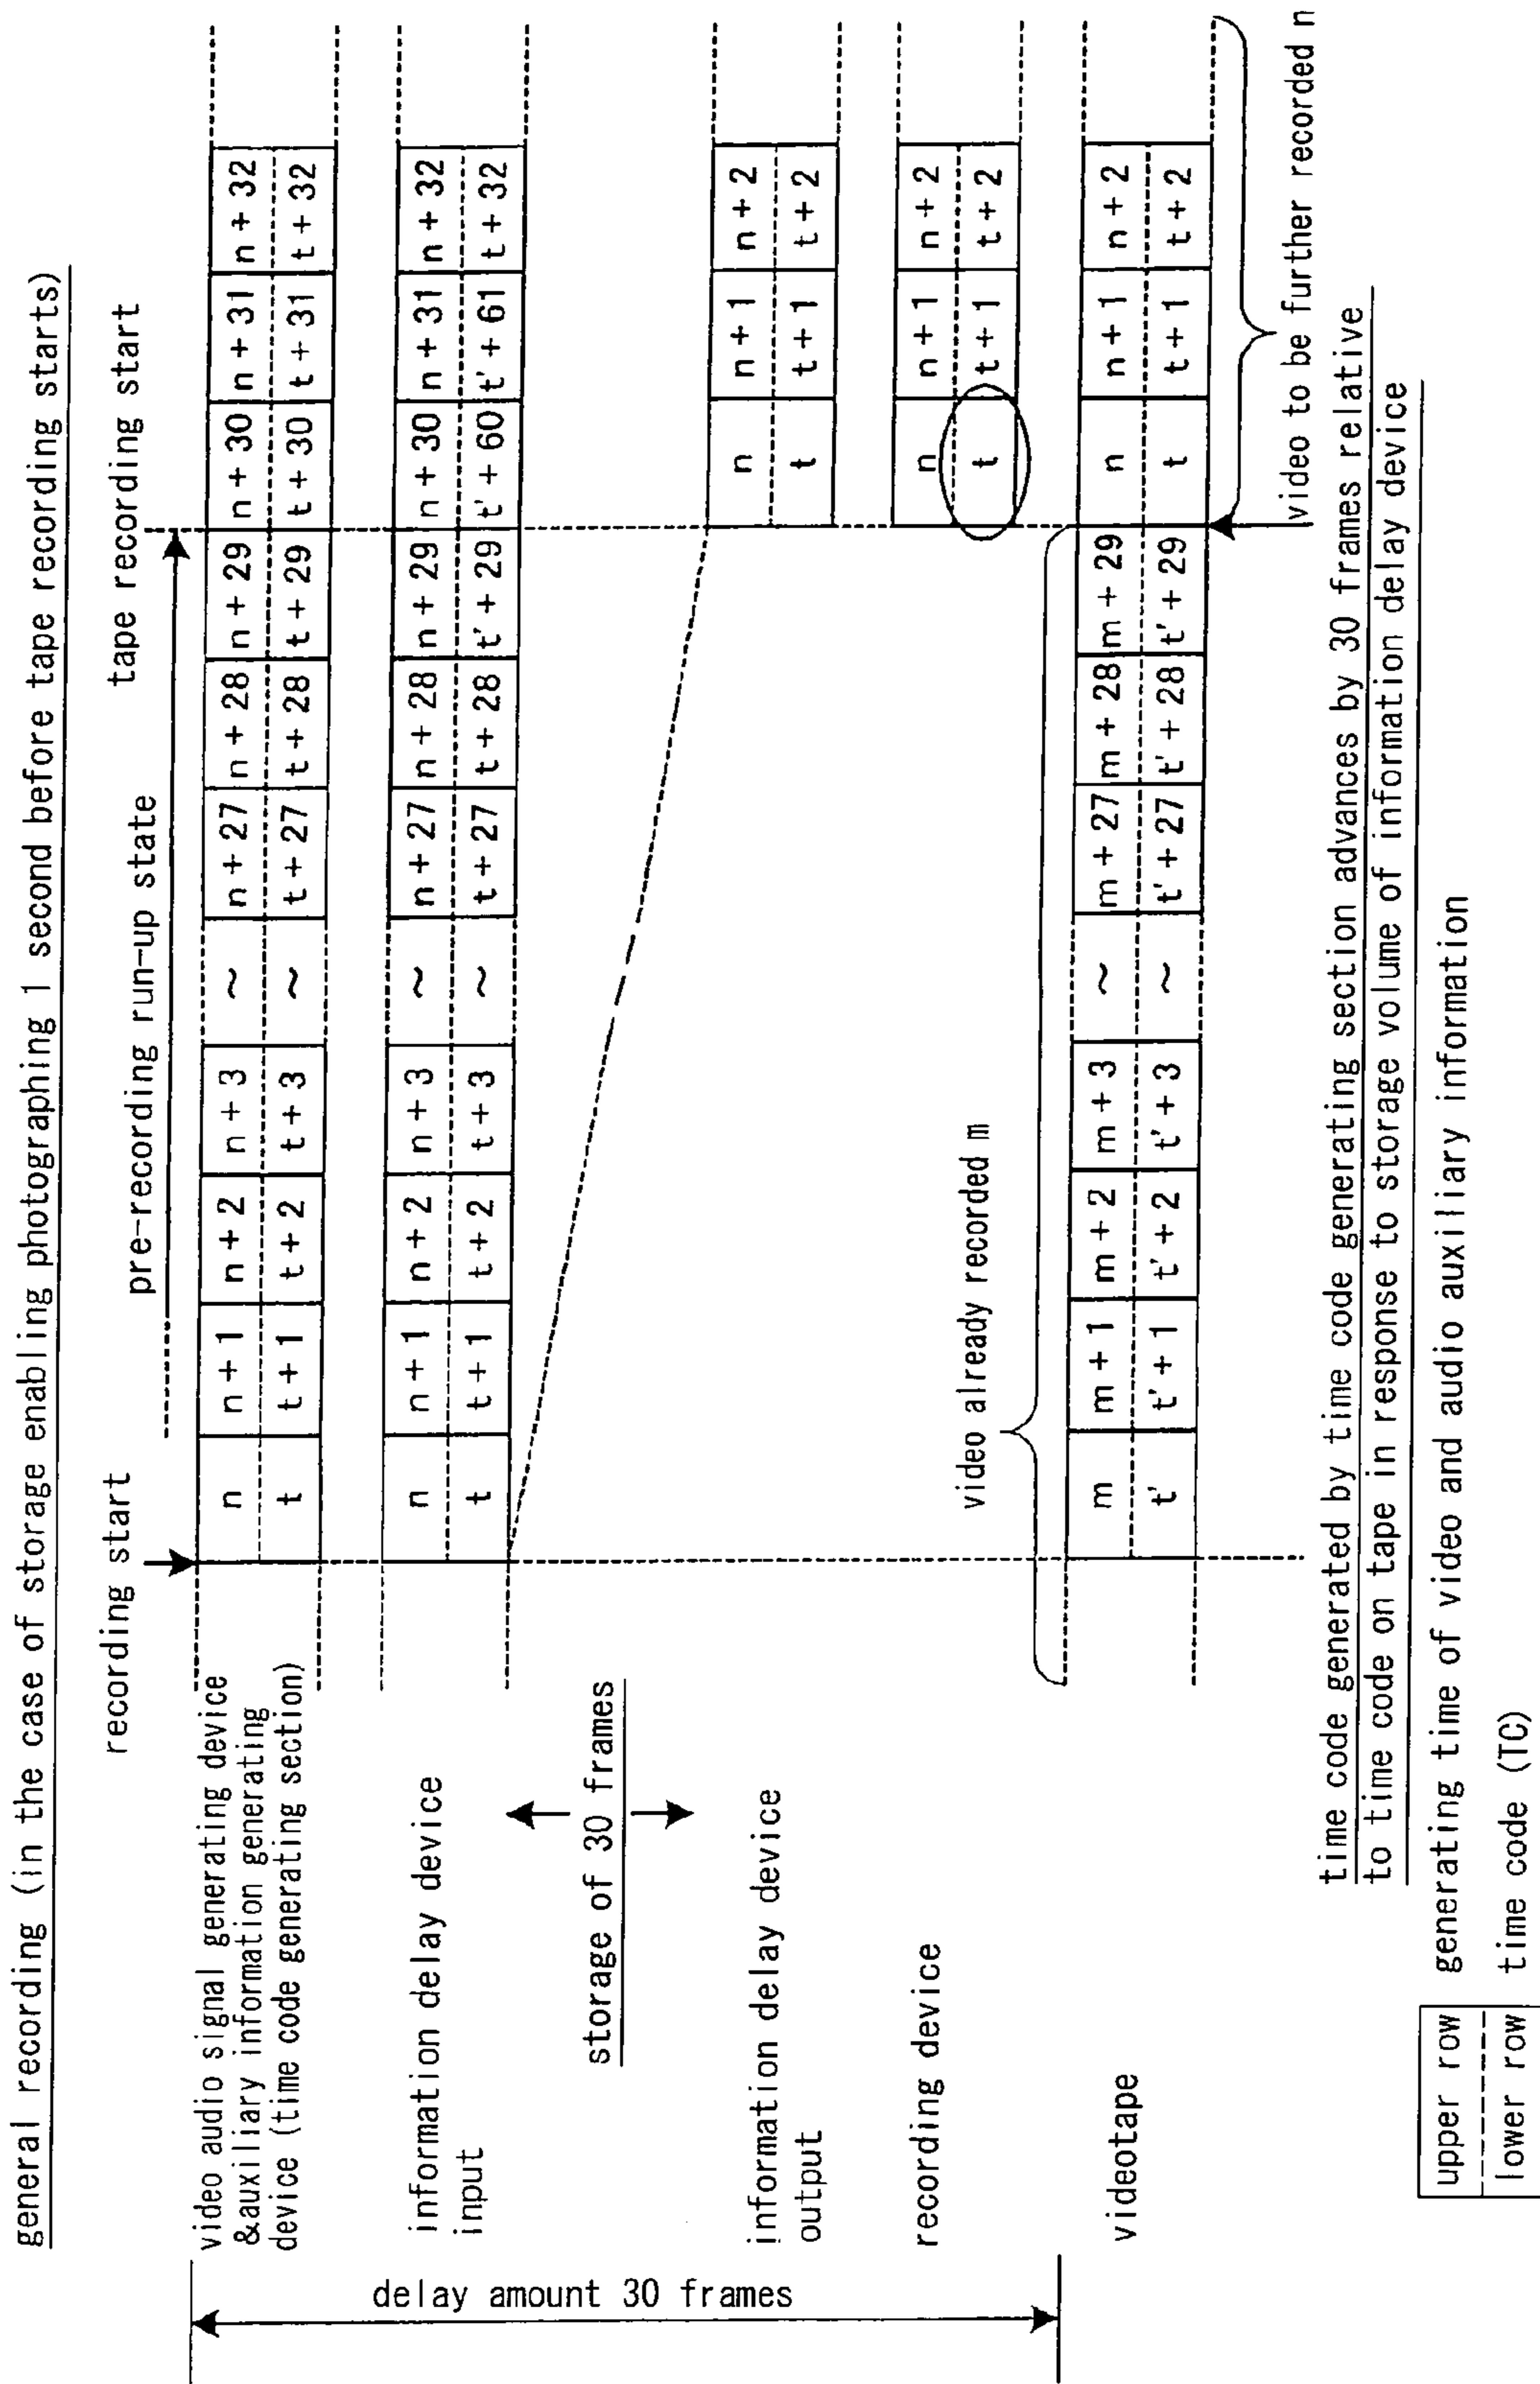 general recording (in the case of storage enabling photographing 1 second before tape recording starts)
recording start
tape recording start
pre-recording run-up state
video audio signal generating device
&auxiliary information generating
device (time code generating section)
n n+1 n+2 n+3 ~ n+27 n+28 n+29 n+30 n+31 n+32
t t+1 t+2 t+3 ~ t+27 t+28 t+29 t+30 t+31 t+32
information delay device
input
n n+1 n+2 n+3 ~ n+27 n+28 n+29 n+30 n+31 n+32
t t+1 t+2 t+3 ~ t+27 t+28 t'+29 t'+60 t'+61 t+32
storage of 30 frames
delay amount 30 frames
information delay device
output
n n+1 n+2
t t+1 t+2
recording device
n n+1 n+2
t t+1 t+2
video already recorded m
videotape
m m+1 m+2 m+3 ~ m+27 m+28 m+29 n n+1 n+2
t' t'+1 t'+2 t'+3 ~ t'+27 t'+28 t'+29 t t+1 t+2
video to be further recorded n
time code generated by time code generating section advances by 30 frames relative
to time code on tape in response to storage volume of information delay device
upper row generating time of video and audio auxiliary information
lower row time code (TC)